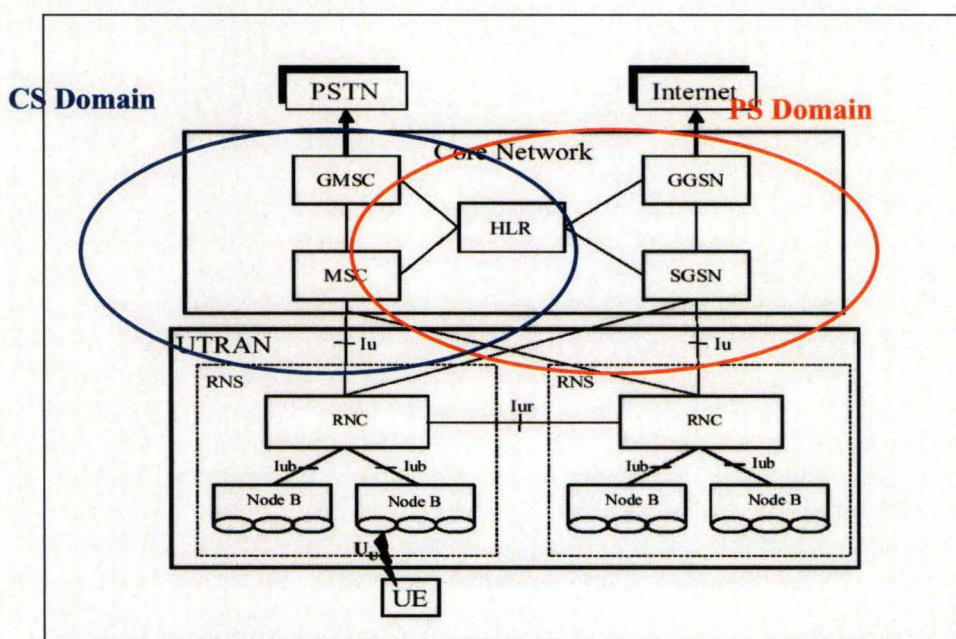 PSTN
Internet
CS Domain
PS Domain
Core Network
GMSC
GGSN
HLR
MSC
SGSN
UTRAN
Iu
Iu
RNS
RNS
RNC
Iur
RNC
Iub
Iub
Iub
Iub
Node B
Node B
Node B
Node B
Uu
UE